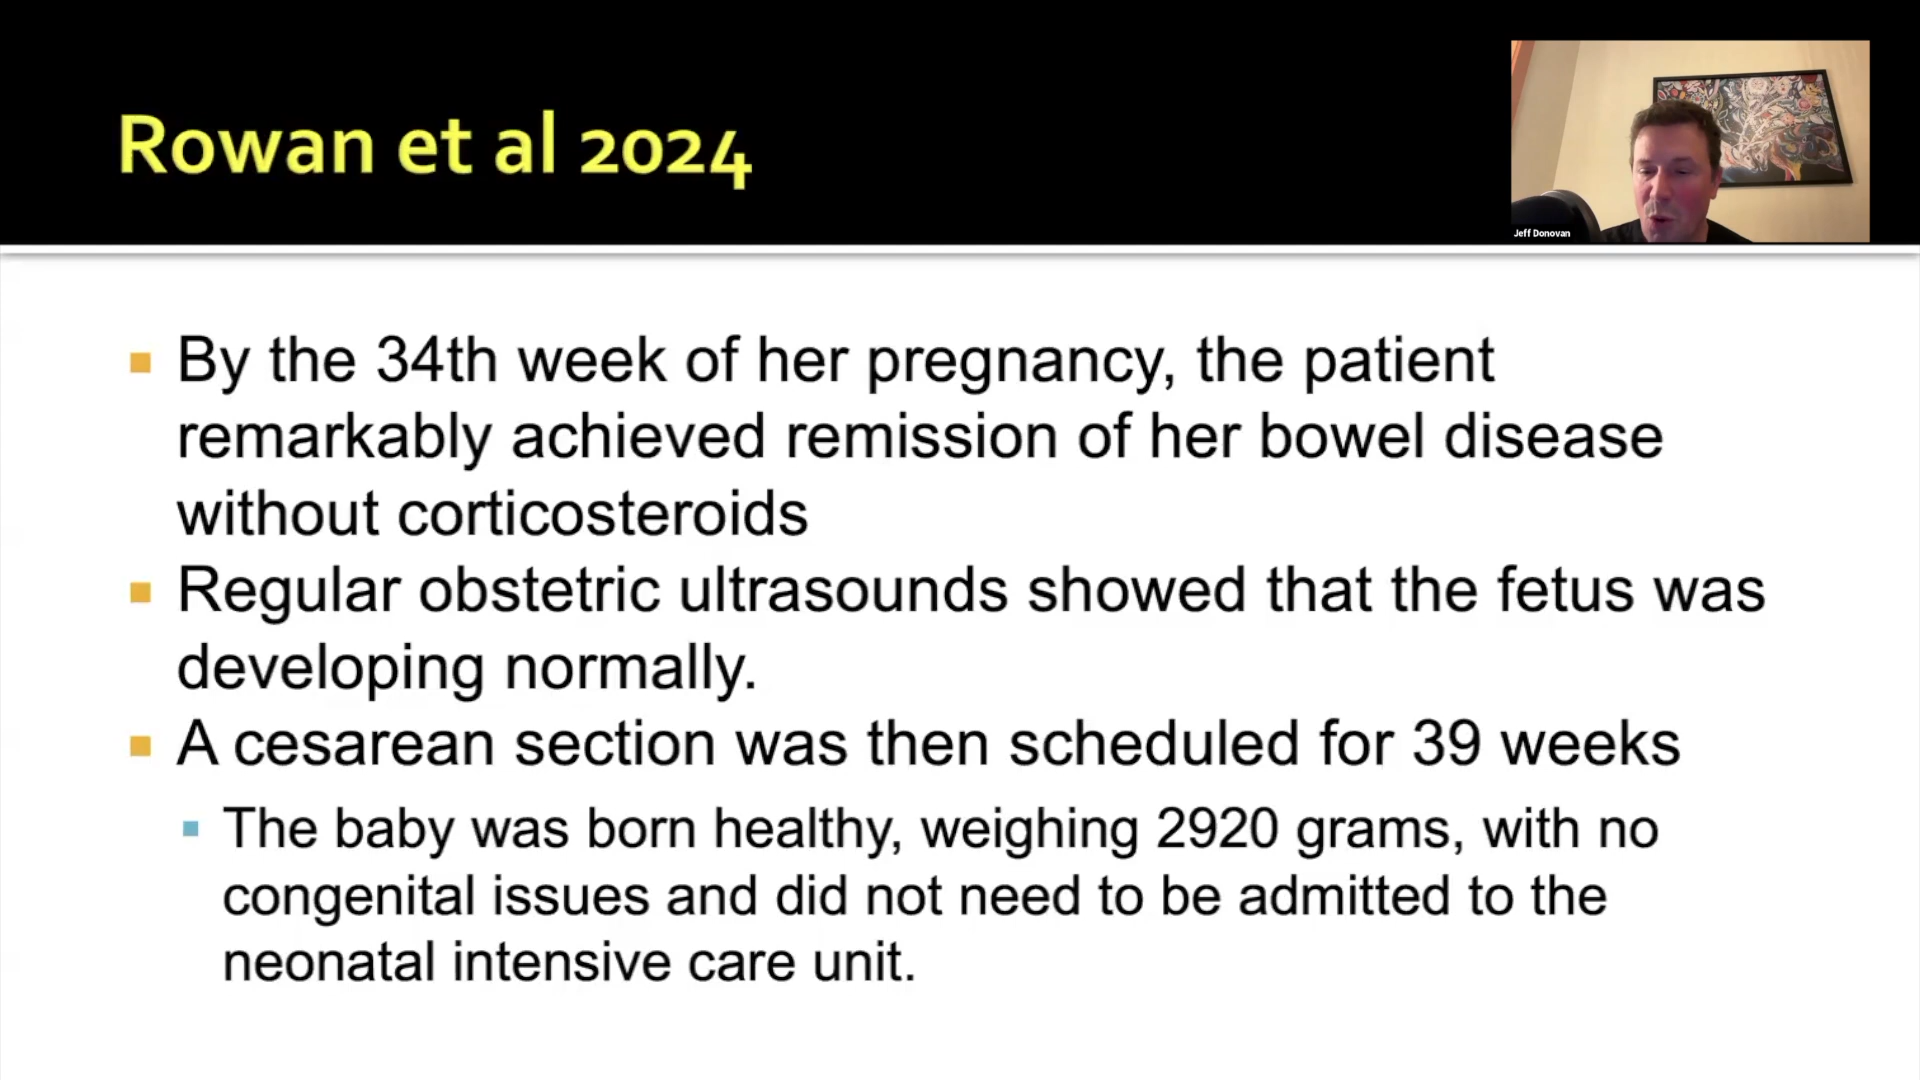 Rowan et al 2024
Jeff Donovan
By the 34th week of her pregnancy, the patient
remarkably achieved remission of her bowel disease
without corticosteroids
Regular obstetric ultrasounds showed that the fetus was
developing normally.
A cesarean section was then scheduled for 39 weeks
The baby was born healthy, weighing 2920 grams, with no
congenital issues and did not need to be admitted to the
neonatal intensive care unit.